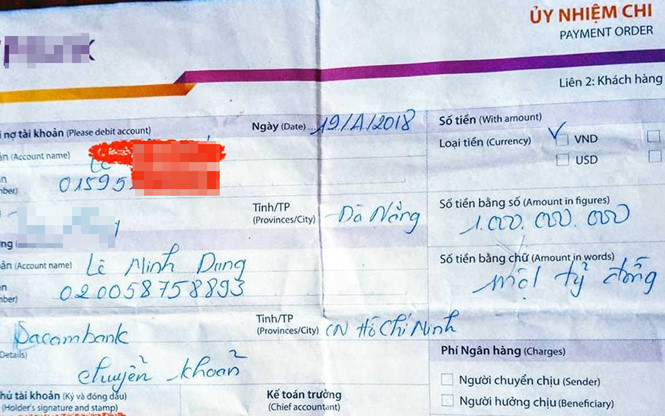 ỦY NHIỆM CHI
PAYMENT ORDER
Liên 2: Khách hàng
nợ tài khoản (Please debit account)
Ngày (Date) 19/1/2018
Số tiền (With amount)
(Account name) Lê
Loại tiền (Currency) VND
USD
01595
Tỉnh/TP
(Provinces/City) Đà Nẵng
Số tiền bằng số (Amount in figures)
1.000.000.000
(Account name) Lê Minh Dung
Số tiền bằng chữ (Amount in words)
một tỷ đồng
020058758893
Sacombank
Tỉnh/TP
(Provinces/City) CN Hồ Chí Minh
Details)
chuyển khoản
Phí Ngân hàng (Charges)
Người chuyển chịu (Sender)
Người hưởng chịu (Beneficiary)
hủ tài khoản (Ký và đóng dấu)
(Holder's signature and stamp)
Kế toán trưởng
(Chief accountant)